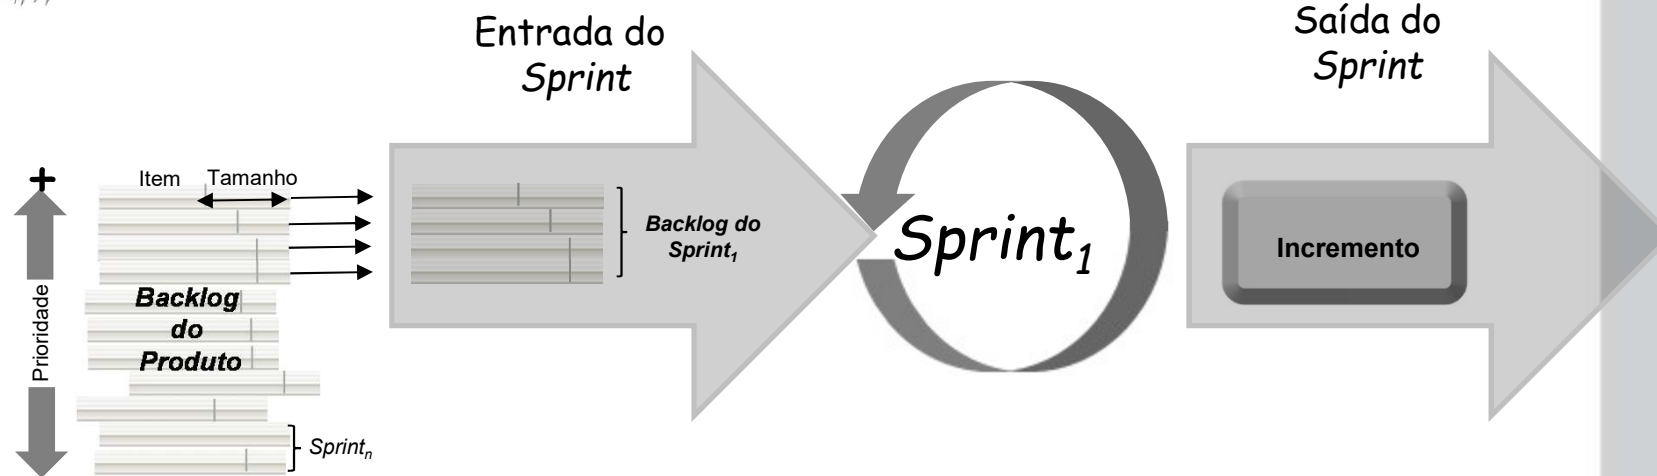 Entrada do
Sprint
Saída do
Sprint
+
Item Tamanho
Prioridade
Backlog
do
Produto
Sprintₙ
Backlog do
Sprint₁
Sprint₁
Incremento